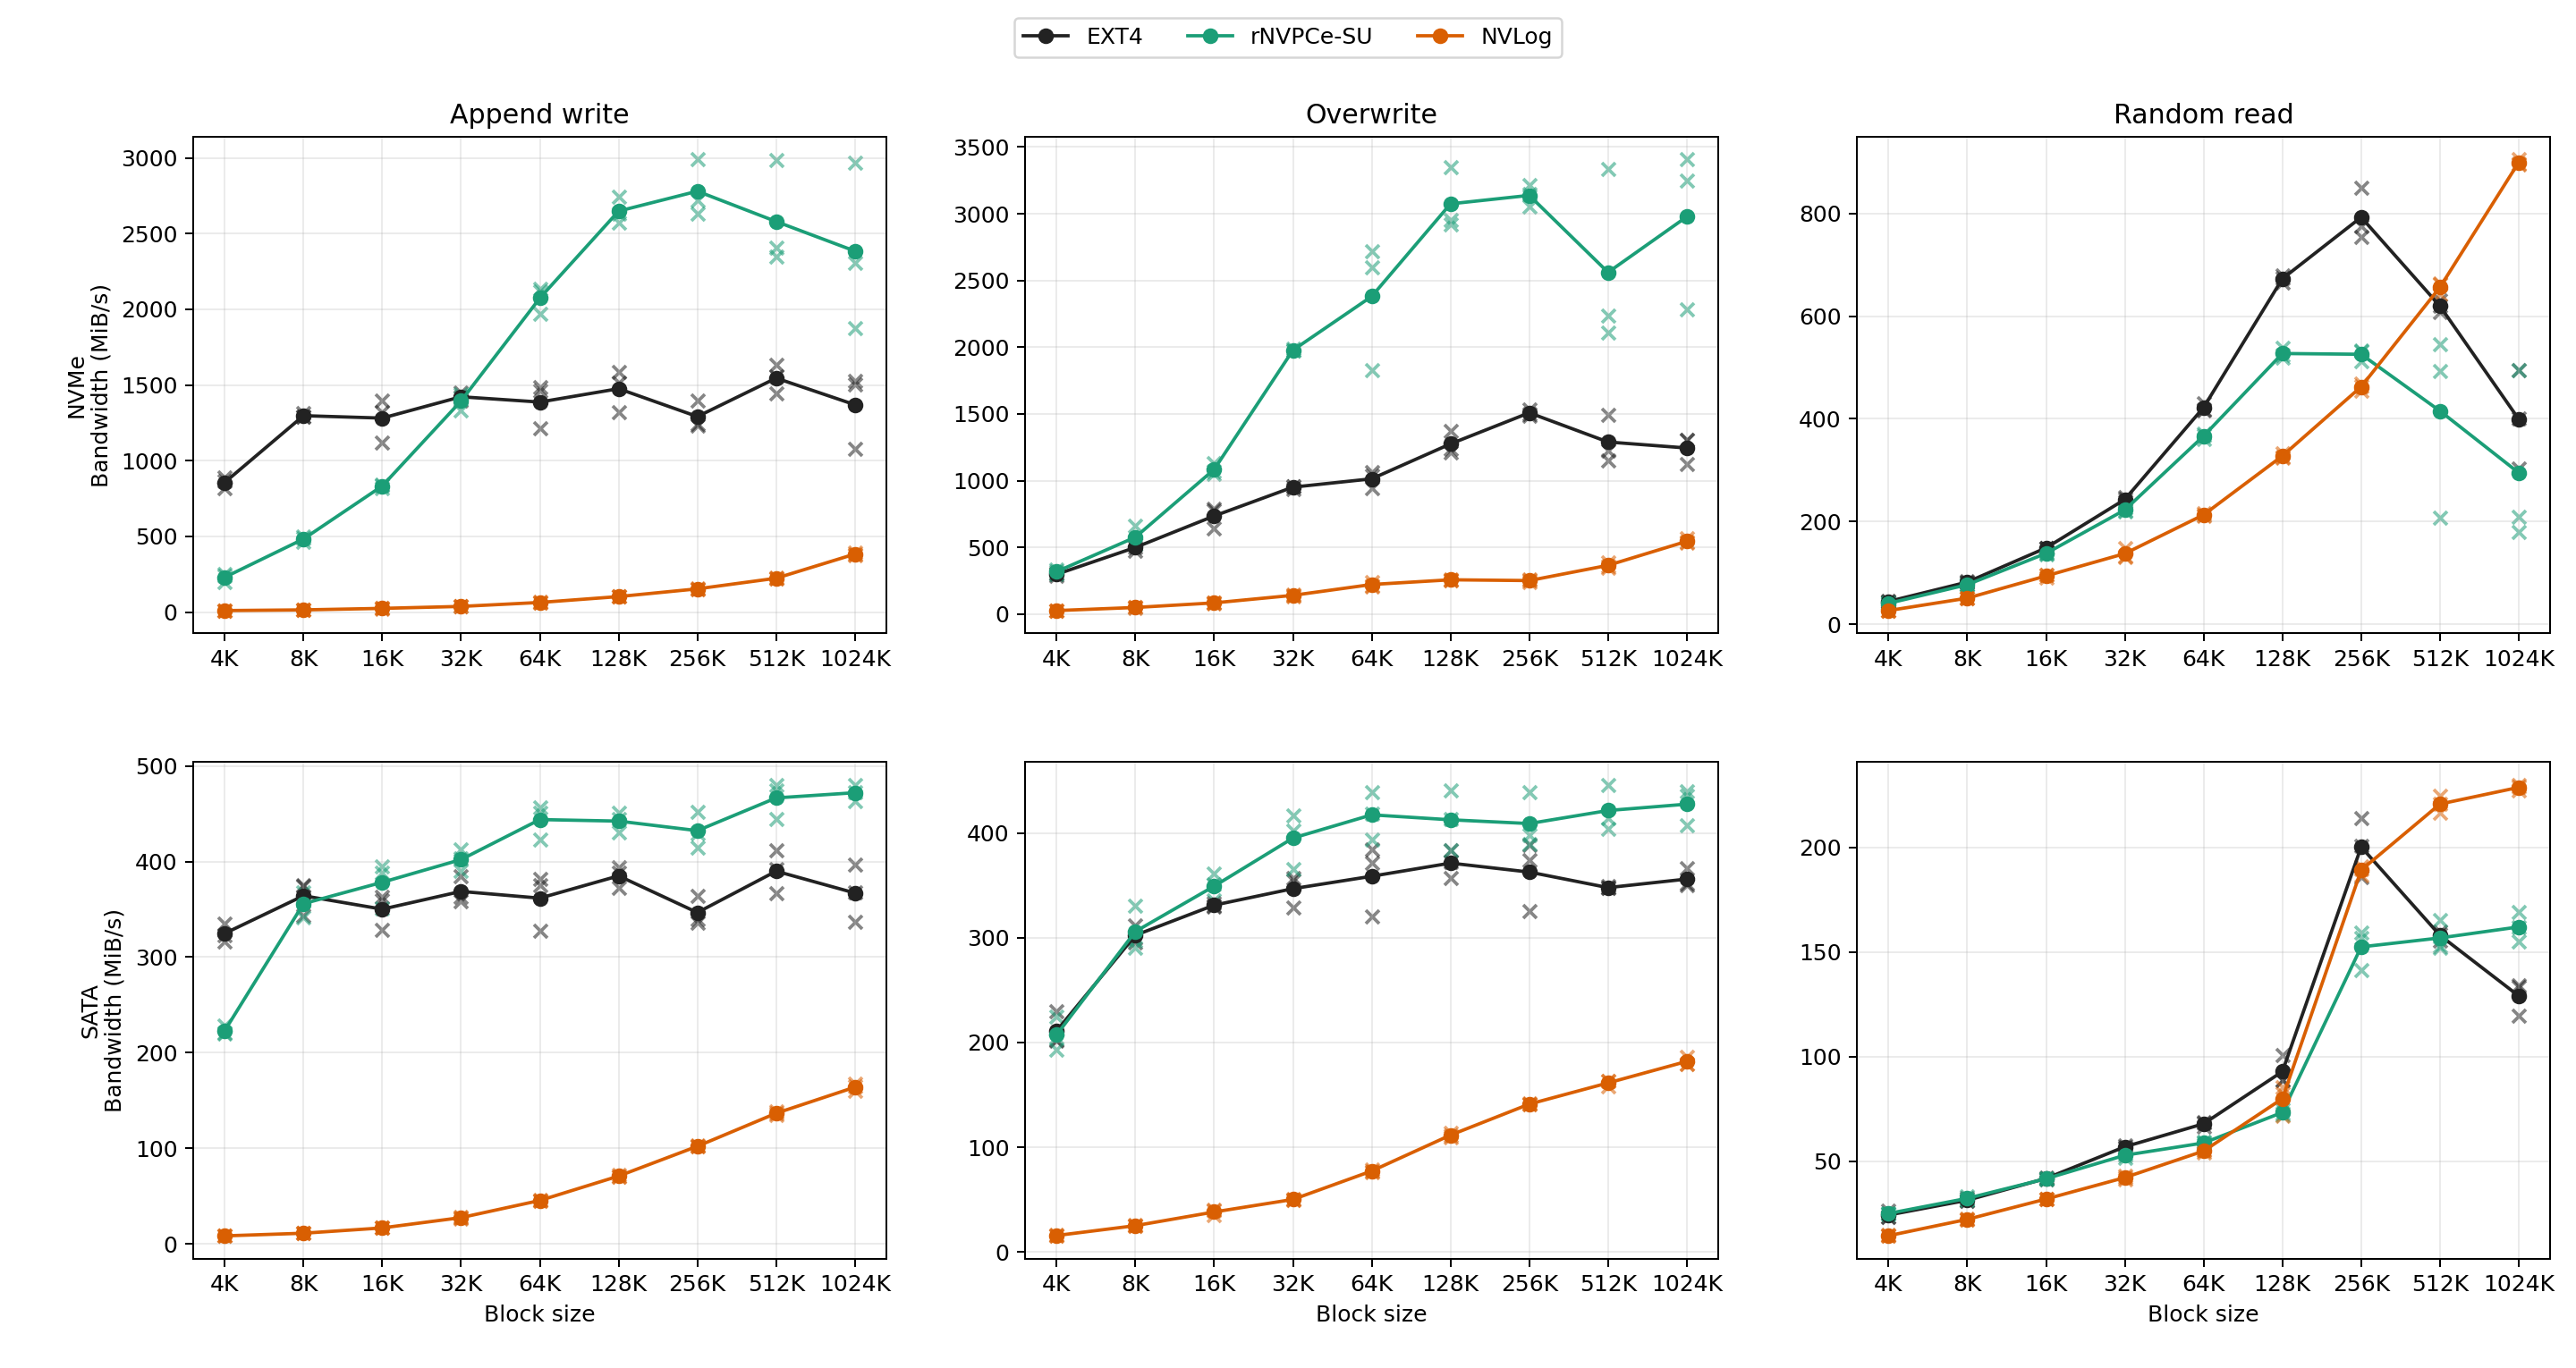 EXT4 rNVPCe-SU NVLog
Append write
Overwrite
Random read
NVMe
Bandwidth (MiB/s)
3000
2500
2000
1500
1000
500
0
4K 8K 16K 32K 64K 128K 256K 512K 1024K
3500
3000
2500
2000
1500
1000
500
0
4K 8K 16K 32K 64K 128K 256K 512K 1024K
800
600
400
200
0
4K 8K 16K 32K 64K 128K 256K 512K 1024K
SATA
Bandwidth (MiB/s)
500
400
300
200
100
0
4K 8K 16K 32K 64K 128K 256K 512K 1024K
Block size
400
300
200
100
0
4K 8K 16K 32K 64K 128K 256K 512K 1024K
Block size
200
150
100
50
4K 8K 16K 32K 64K 128K 256K 512K 1024K
Block size